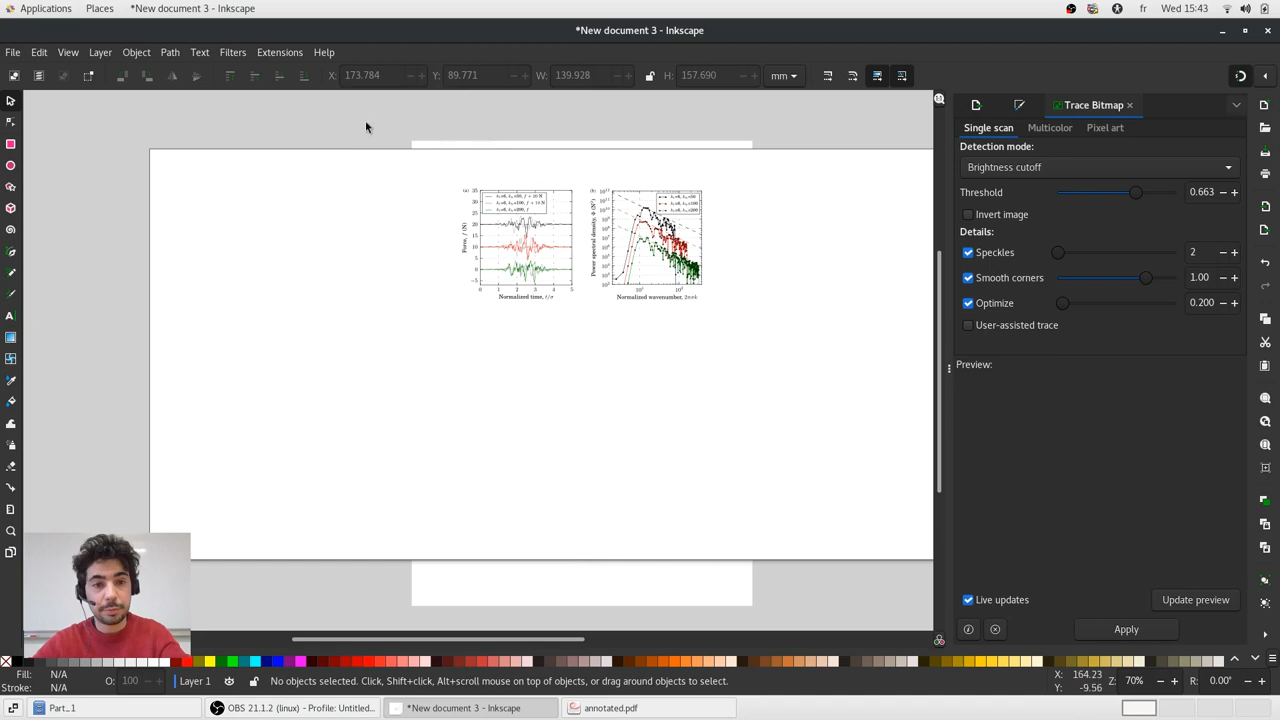 Applications Places *New document 3 - Inkscape fr Wed 15:43
*New document 3 - Inkscape
File Edit View Layer Object Path Text Filters Extensions Help
X: 173.784 Y: 89.771 W: 139.928 H: 157.690 mm
Trace Bitmap
Single scan Multicolor Pixel art
Detection mode:
Brightness cutoff
Threshold 0.663
Invert image
Details:
Speckles 2
Smooth corners 1.00
Optimize 0.200
User-assisted trace
Preview:
Live updates Update preview
Apply
(a) (b)
Normalized time, t/σ
Power spectral density,
Fill: N/A
Stroke: N/A
O: 100
Layer 1
No objects selected. Click, Shift+click, Alt+scroll mouse on top of objects, or drag around objects to select.
X: 164.23
Y: -9.56
Z: 70% R: 0.00°
Part_1 OBS 21.1.2 (linux) - Profile: Untitled... *New document 3 - Inkscape annotated.pdf